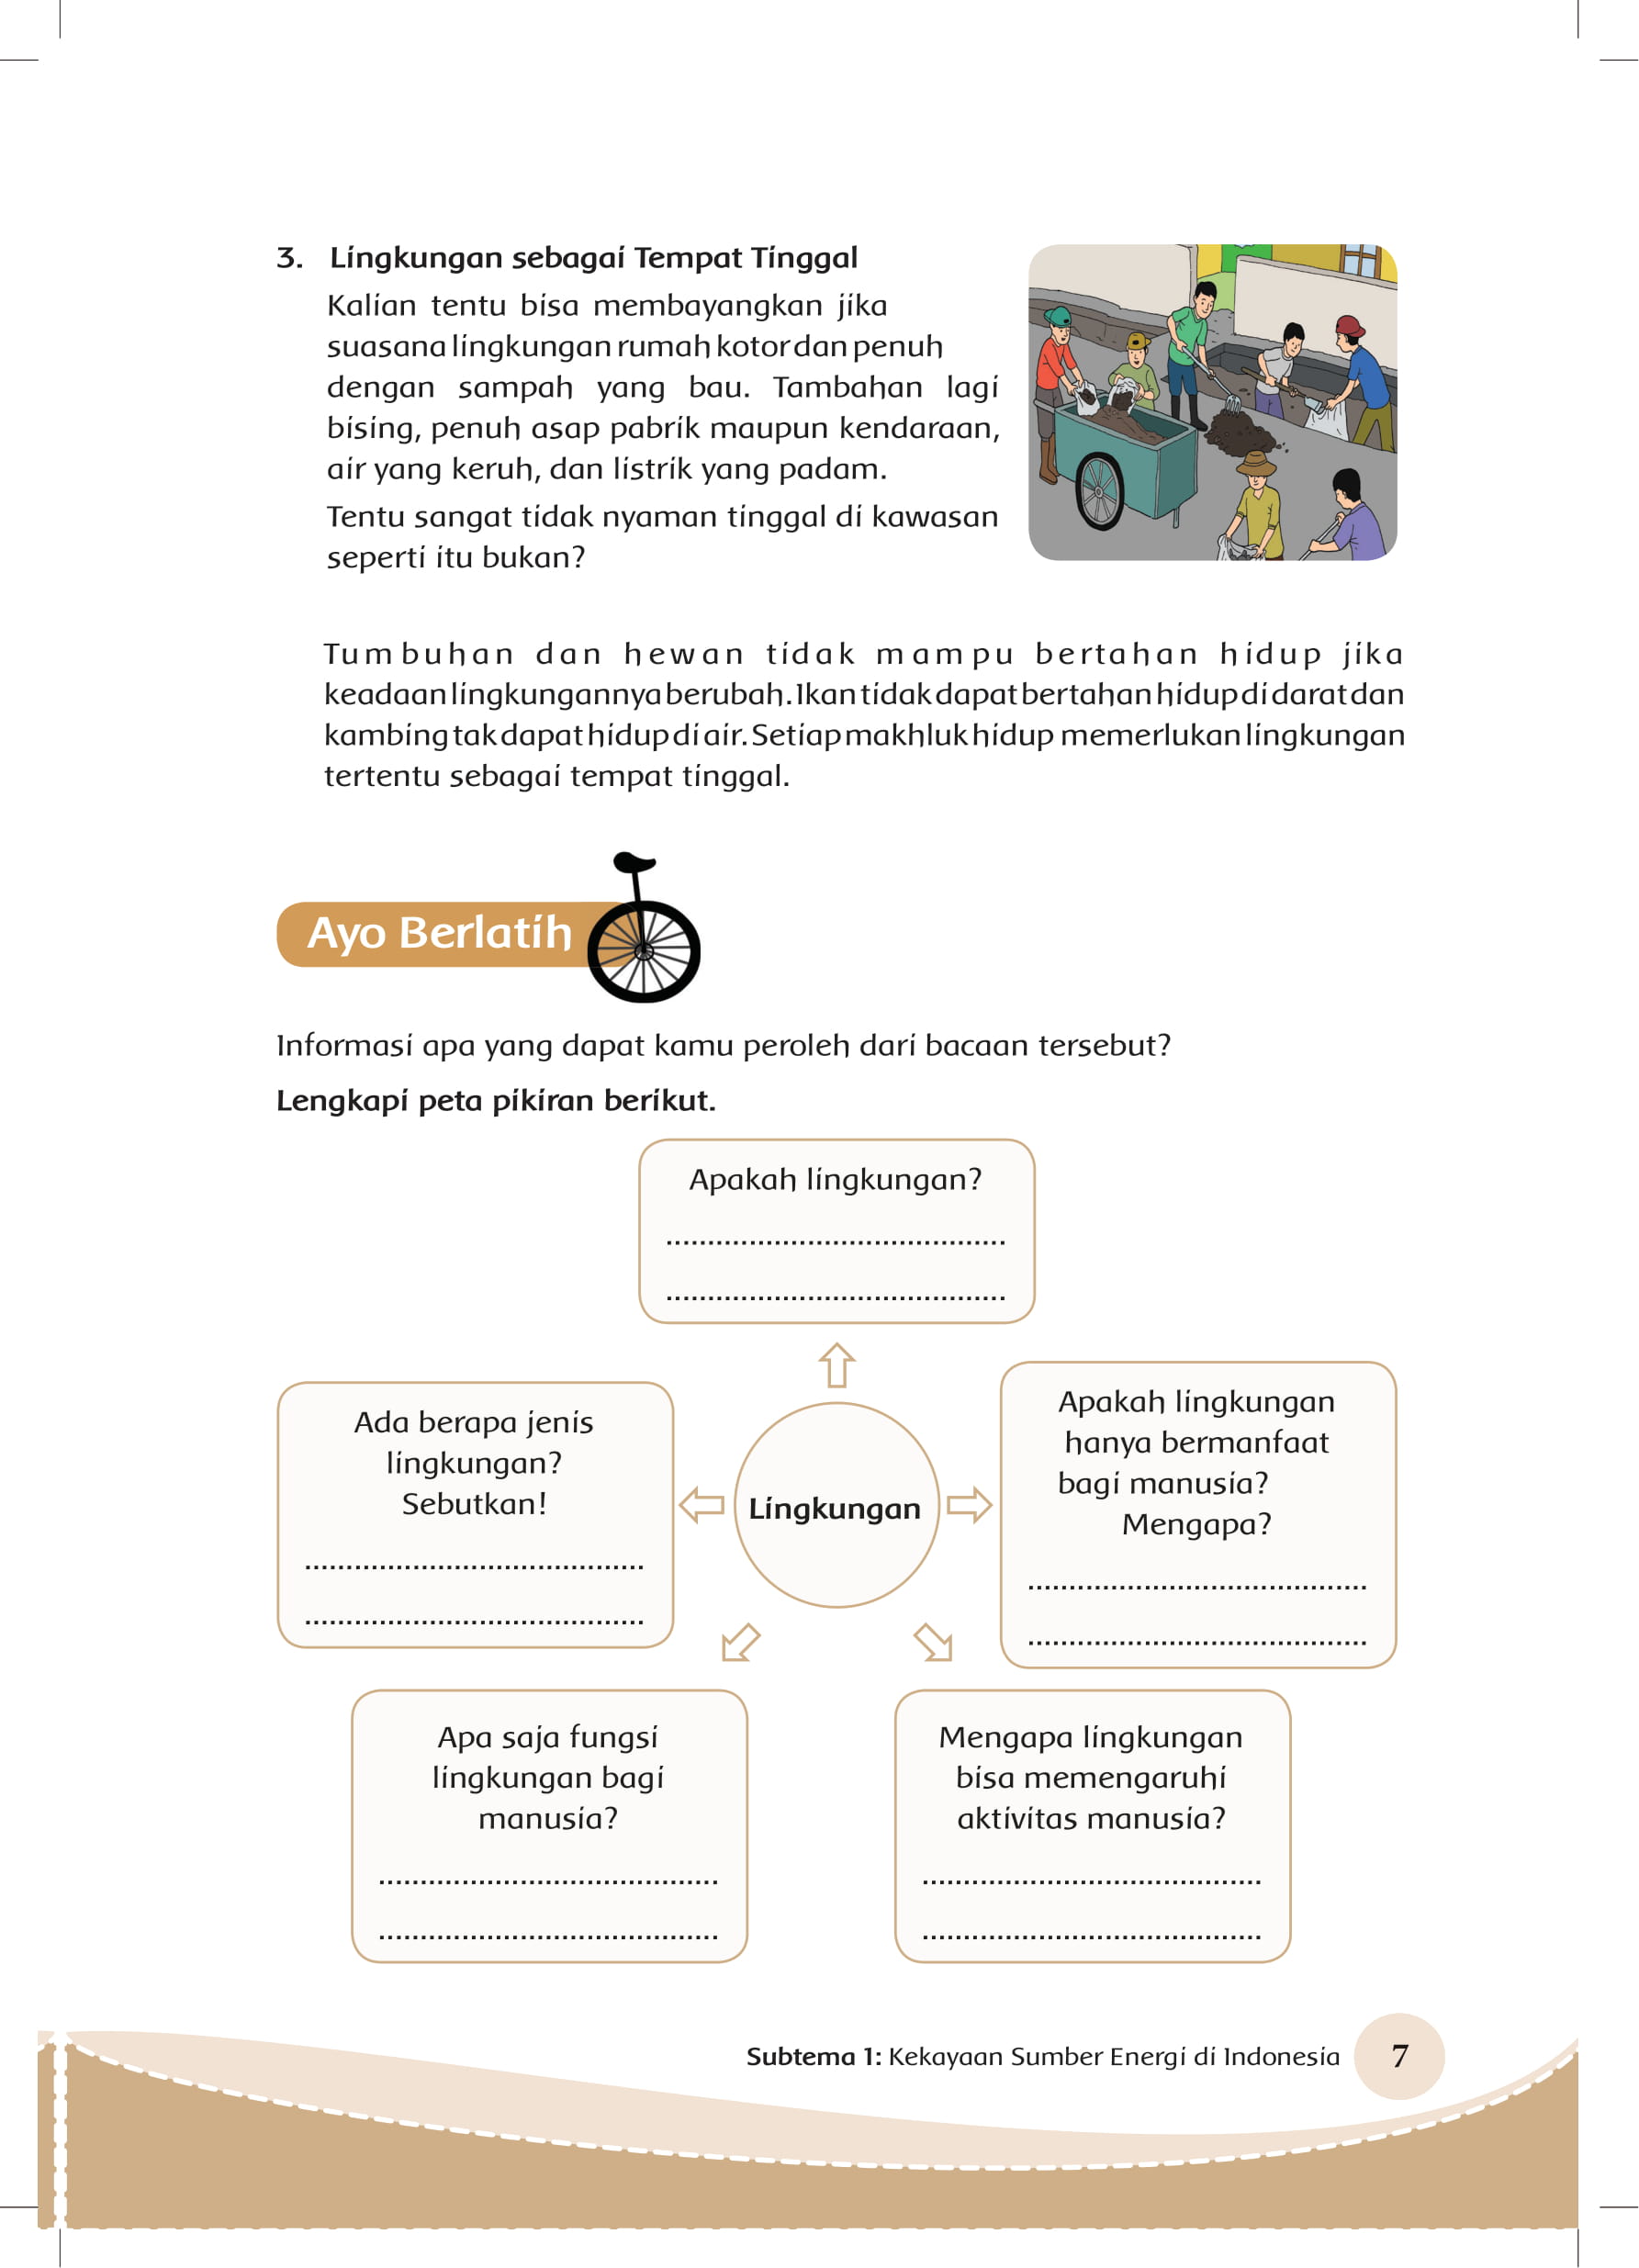 3. Lingkungan sebagai Tempat Tinggal
Kalian tentu bisa membayangkan jika
suasana lingkungan rumah kotor dan penuh
dengan sampah yang bau. Tambahan lagi
bising, penuh asap pabrik maupun kendaraan,
air yang keruh, dan listrik yang padam.
Tentu sangat tidak nyaman tinggal di kawasan
seperti itu bukan?
Tumbuhan dan hewan tidak mampu bertahan hidup jika
keadaan lingkungannya berubah. Ikan tidak dapat bertahan hidup di darat dan
kambing tak dapat hidup di air. Setiap makhluk hidup memerlukan lingkungan
tertentu sebagai tempat tinggal.
Ayo Berlatih
Informasi apa yang dapat kamu peroleh dari bacaan tersebut?
Lengkapi peta pikiran berikut.
Apakah lingkungan?
.........................................
.........................................
Ada berapa jenis
lingkungan?
Sebutkan!
.........................................
.........................................
Lingkungan
Apakah lingkungan
hanya bermanfaat
bagi manusia?
Mengapa?
.........................................
.........................................
Apa saja fungsi
lingkungan bagi
manusia?
.........................................
.........................................
Mengapa lingkungan
bisa memengaruhi
aktivitas manusia?
.........................................
.........................................
Subtema 1: Kekayaan Sumber Energi di Indonesia 7